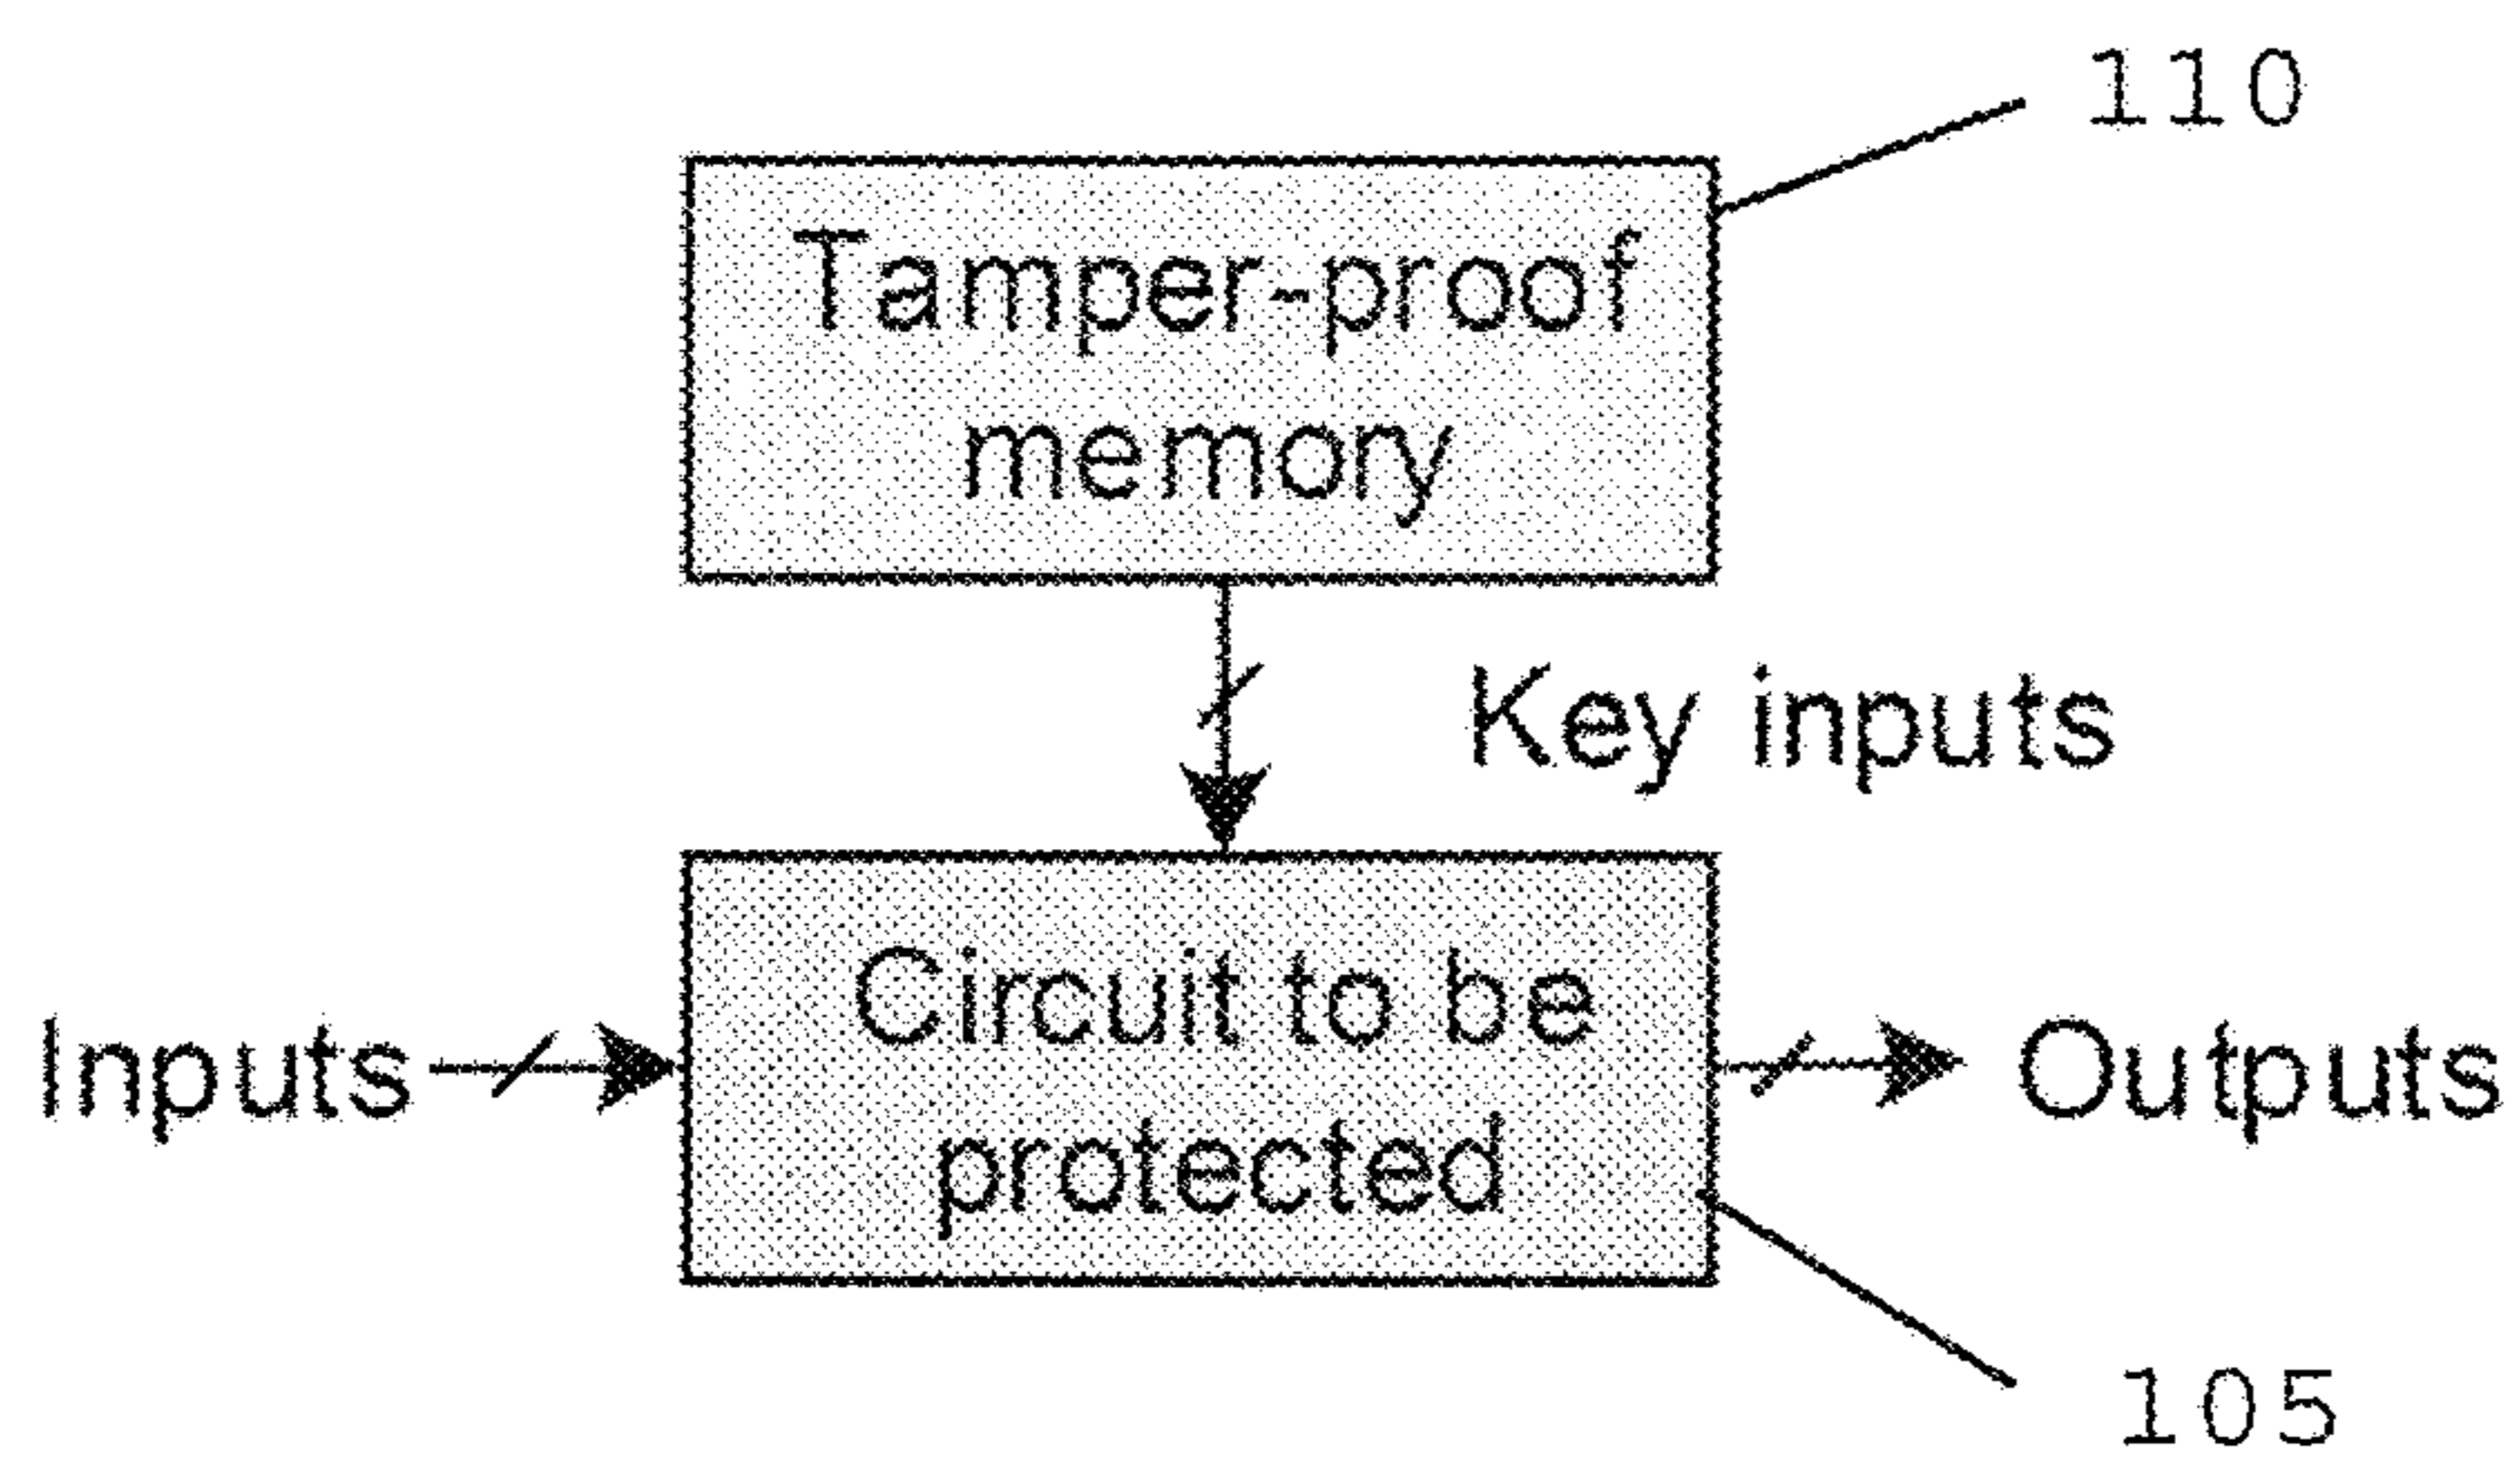 110
Tamper-proof
memory
Key inputs
Circuit to be
protected
Inputs
Outputs
105